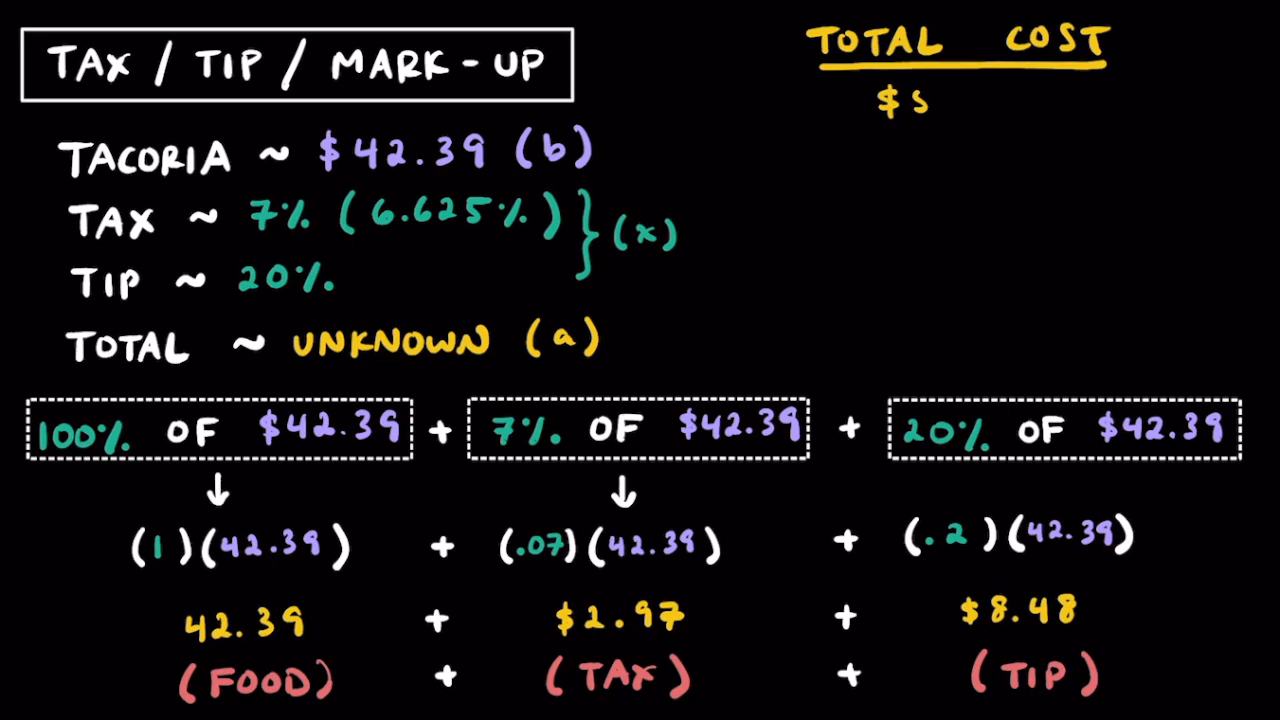 TAX / TIP / MARK-UP
TOTAL COST
$5
TACORIA ~ $42.39 (b)
TAX ~ 7% (6.625%) } (x)
TIP ~ 20%.
TOTAL ~ UNKNOWN (a)
100% OF $42.39 + 7% OF $42.39 + 20% OF $42.39
↓ ↓
(1)(42.39) + (.07)(42.39) + (.2)(42.39)
42.39 + $2.97 + $8.48
(FOOD) + (TAX) + (TIP)